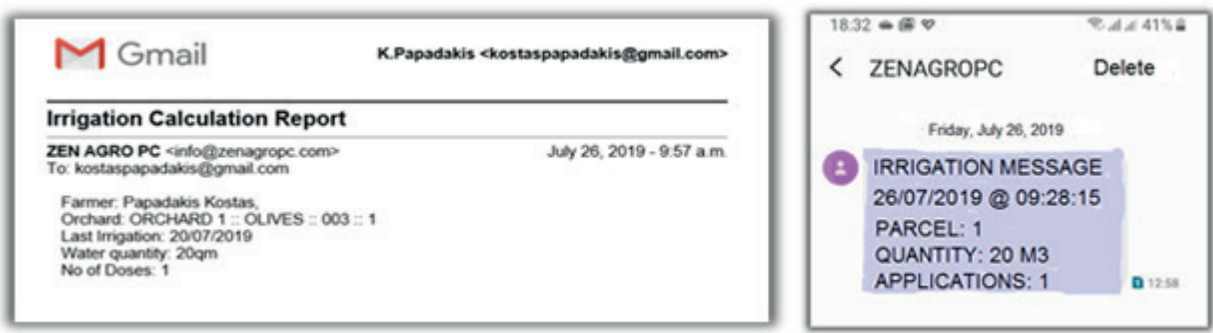 Gmail
K.Papadakis <kostaspapadakis@gmail.com>
Irrigation Calculation Report
ZEN AGRO PC <info@zenagropc.com>
July 26, 2019 - 9:57 a.m.
To: kostaspapadakis@gmail.com
Farmer: Papadakis Kostas,
Orchard: ORCHARD 1 :: OLIVES :: 003 :: 1
Last Irrigation: 20/07/2019
Water quantity: 20qm
No of Doses: 1
18:32
41%
< ZENAGROPC Delete
Friday, July 26, 2019
IRRIGATION MESSAGE
26/07/2019 @ 09:28:15
PARCEL: 1
QUANTITY: 20 M3
APPLICATIONS: 1
12:58